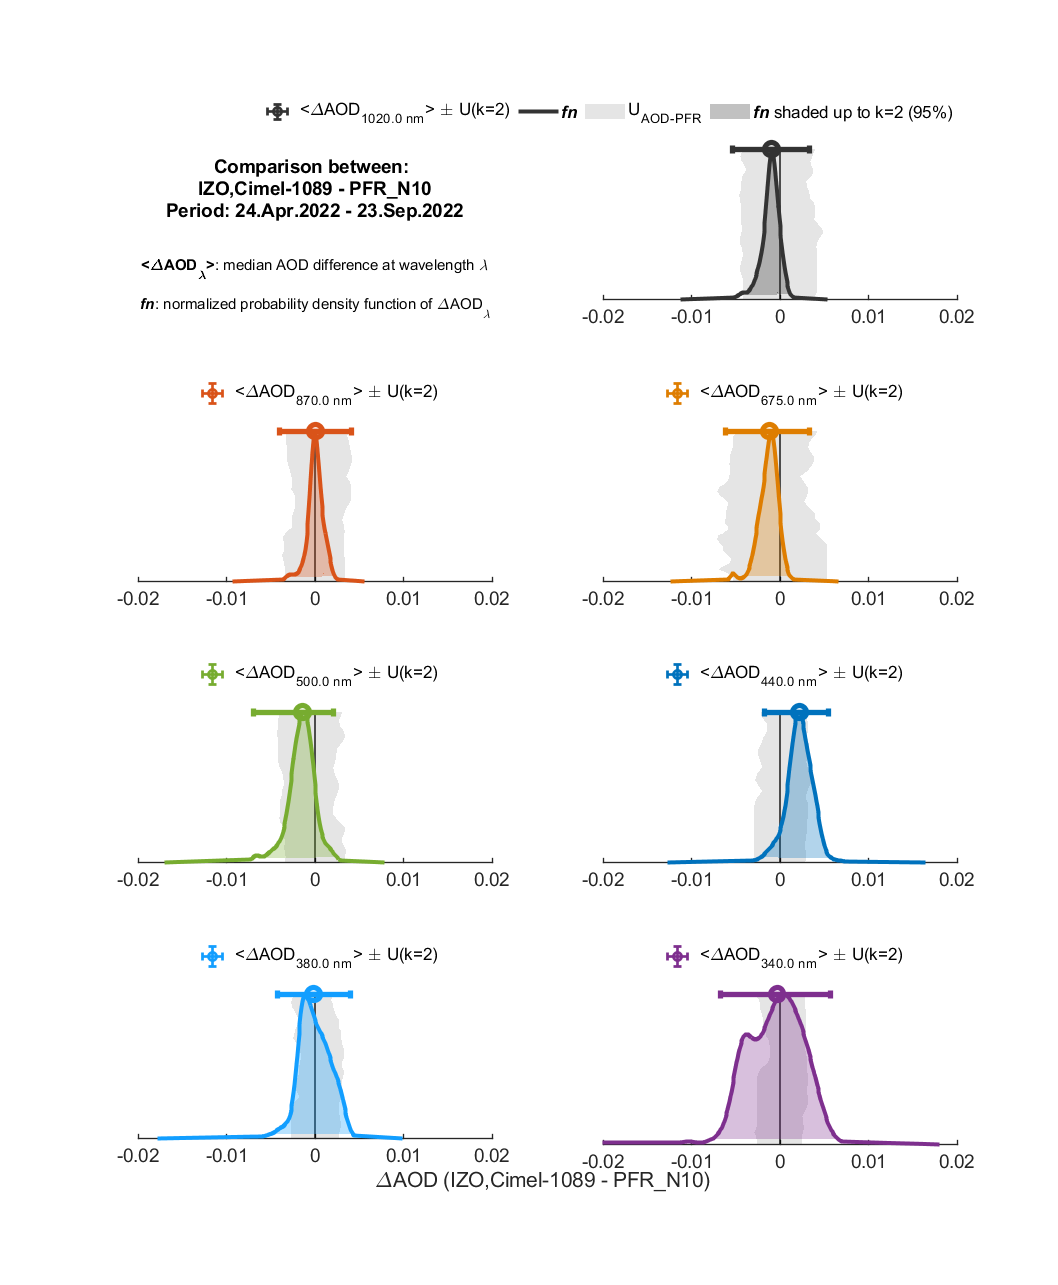 <ΔAOD1020.0 nm> ± U(k=2) fn UAOD-PFR fn shaded up to k=2 (95%)
Comparison between:
IZO,Cimel-1089 - PFR_N10
Period: 24.Apr.2022 - 23.Sep.2022
<ΔAODλ>: median AOD difference at wavelength λ
fn: normalized probability density function of ΔAODλ
-0.02 -0.01 0 0.01 0.02
<ΔAOD870.0 nm> ± U(k=2)
-0.02 -0.01 0 0.01 0.02
<ΔAOD675.0 nm> ± U(k=2)
-0.02 -0.01 0 0.01 0.02
<ΔAOD500.0 nm> ± U(k=2)
-0.02 -0.01 0 0.01 0.02
<ΔAOD440.0 nm> ± U(k=2)
-0.02 -0.01 0 0.01 0.02
<ΔAOD380.0 nm> ± U(k=2)
-0.02 -0.01 0 0.01 0.02
<ΔAOD340.0 nm> ± U(k=2)
-0.02 -0.01 0 0.01 0.02
ΔAOD (IZO,Cimel-1089 - PFR_N10)